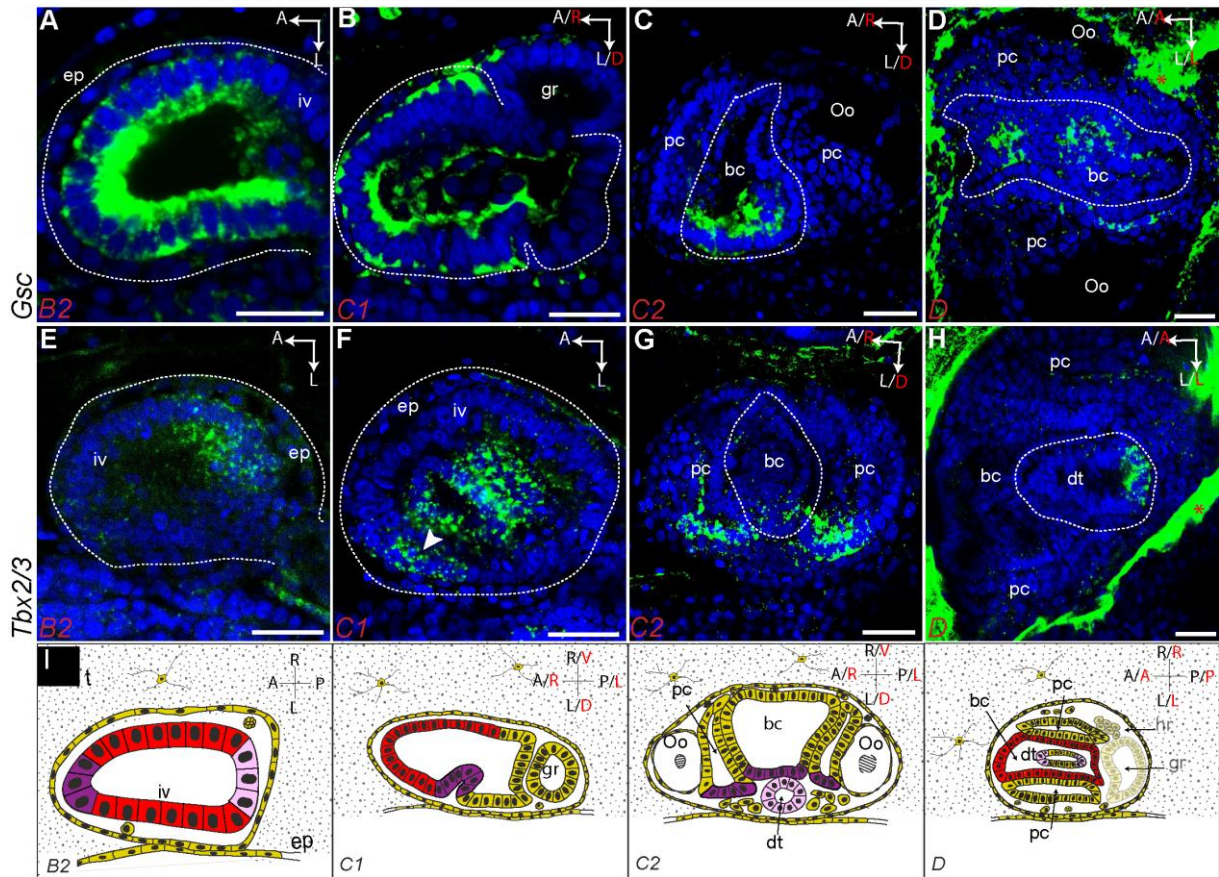 Gsc
A
A
L
ep
iv
B2
B
A/R
L/D
gr
C1
C
A/R
L/D
Oo
pc
pc
bc
C2
D
A/A
L/L
Oo
pc
*
bc
pc
Oo
D
Tbx2/3
E
A
L
iv
ep
B2
F
A
L
ep
iv
C1
G
A/R
L/D
pc
bc
pc
C2
H
A/A
L/L
pc
bc
dt
*
pc
D
I
t
R
A
P
L
iv
ep
B2
R/V
A/R
P/L
L/D
gr
C1
R/V
A/R
P/L
L/D
pc
bc
Oo
Oo
dt
C2
R/R
A/A
P/P
L/L
pc
bc
hr
dt
gr
pc
D